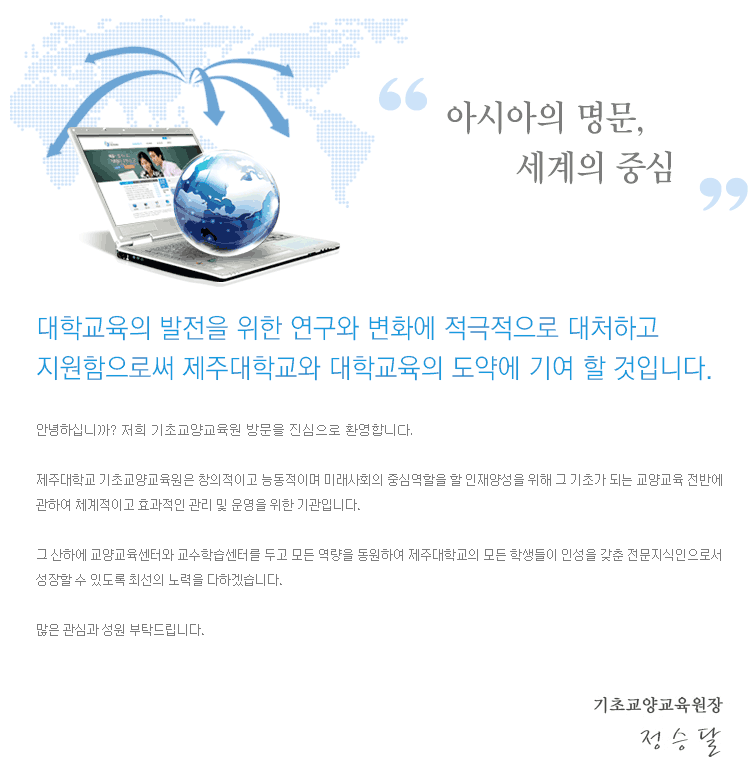 아시아의 명문,
세계의 중심
대학교육의 발전을 위한 연구와 변화에 적극적으로 대처하고
지원함으로써 제주대학교와 대학교육의 도약에 기여 할 것입니다.
안녕하십니까? 저희 기초교양교육원 방문을 진심으로 환영합니다.
제주대학교 기초교양교육원은 창의적이고 능동적이며 미래사회의 중심역할을 할 인재양성을 위해 그 기초가 되는 교양교육 전반에
관하여 체계적이고 효과적인 관리 및 운영을 위한 기관입니다.
그 산하에 교양교육센터와 교수학습센터를 두고 모든 역량을 동원하여 제주대학교의 모든 학생들이 인성을 갖춘 전문지식인으로서
성장할 수 있도록 최선의 노력을 다하겠습니다.
많은 관심과 성원 부탁드립니다.
기초교양교육원장
정승달